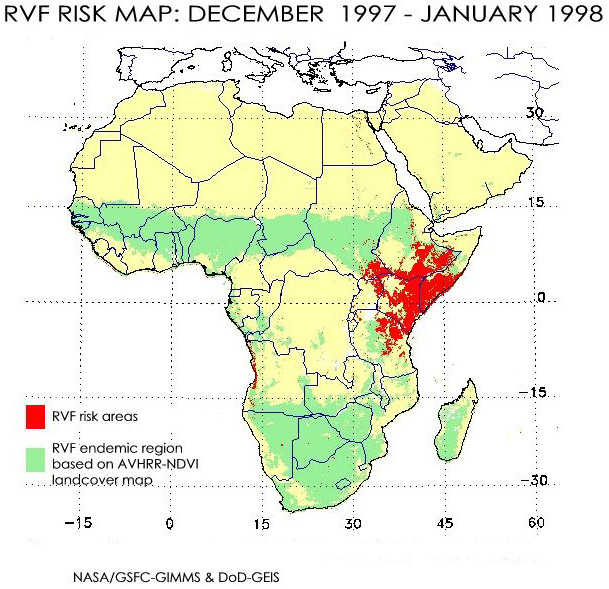 RVF RISK MAP: DECEMBER 1997 - JANUARY 1998
30
15
0
-15
-30
RVF risk areas
RVF endemic region
based on AVHRR-NDVI
landcover map
-15 0 15 30 45 60
NASA/GSFC-GIMMS & DoD-GEIS